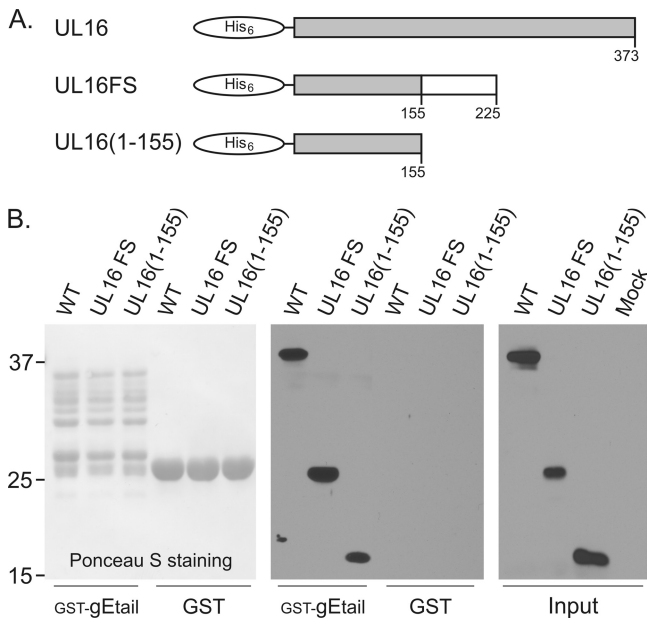 A.
UL16 His6
373
UL16FS His6
155 225
UL16(1-155) His6
155
B.
WT UL16 FS UL16(1-155) WT UL16 FS UL16(1-155) WT UL16 FS UL16(1-155) WT UL16 FS UL16(1-155) WT UL16 FS UL16(1-155) Mock
37
25
15
Ponceau S staining
GST-gEtail GST GST-gEtail GST Input